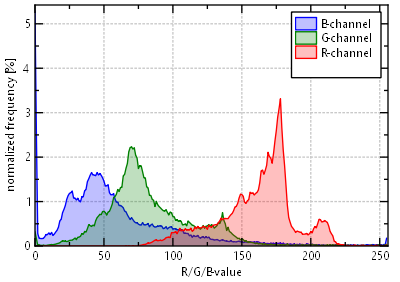 B-channel
G-channel
R-channel
normalized frequency [%]
5
4
3
2
1
0
0 50 100 150 200 250
R/G/B-value